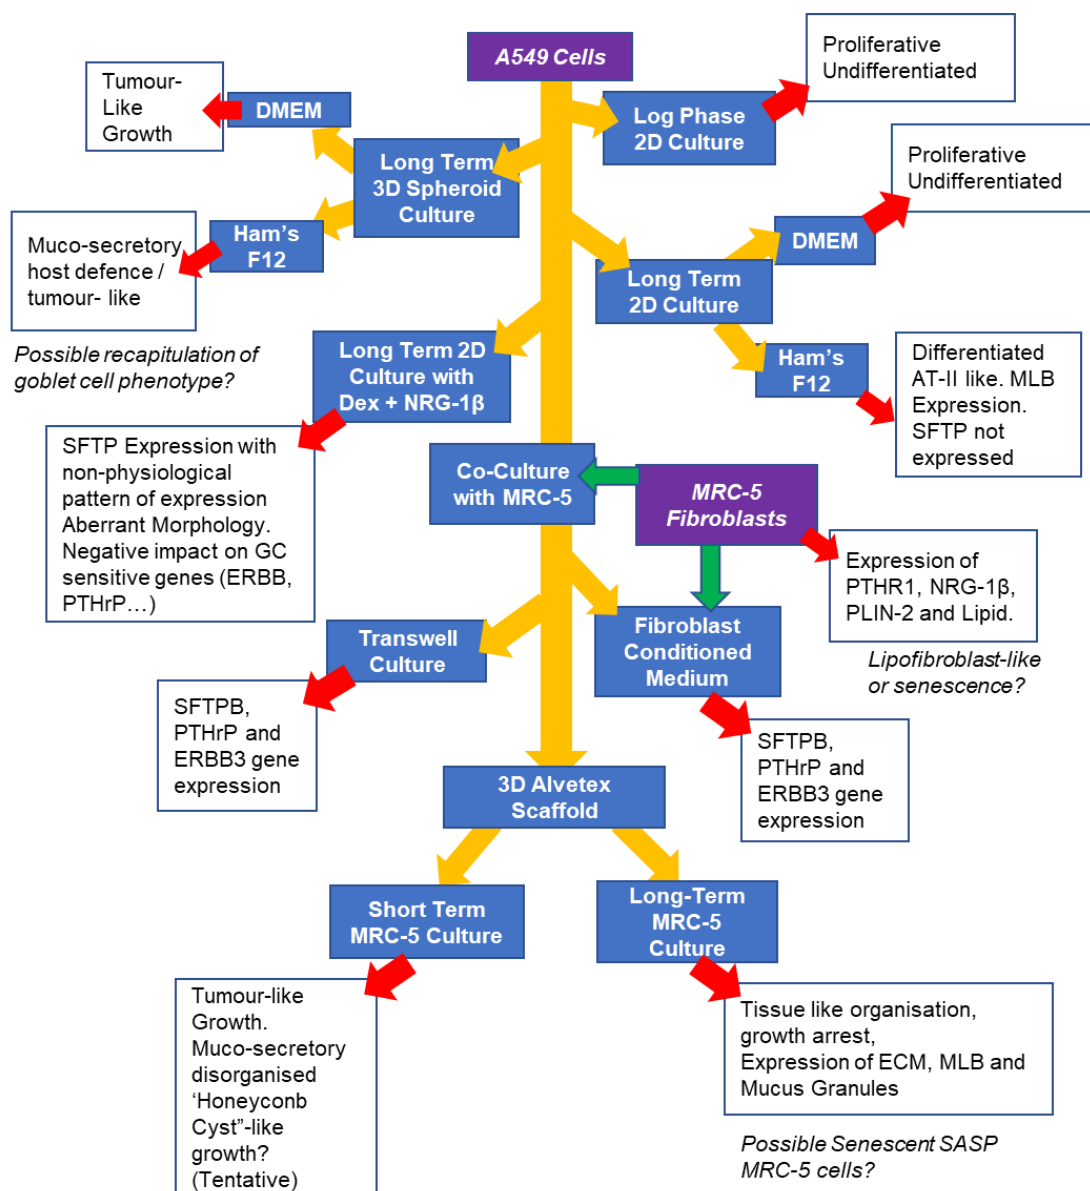 A549 Cells
Proliferative
Undifferentiated
Log Phase
2D Culture
Tumour-
Like
Growth
DMEM
Long Term
3D Spheroid
Culture
Ham's
F12
Muco-secretory
host defence /
tumour- like
Possible recapitulation of
goblet cell phenotype?
Proliferative
Undifferentiated
DMEM
Long Term
2D Culture
Ham's
F12
Differentiated
AT-II like. MLB
Expression.
SFTP not
expressed
Long Term 2D
Culture with
Dex + NRG-1β
SFTP Expression with
non-physiological
pattern of expression
Aberrant Morphology.
Negative impact on GC
sensitive genes (ERBB,
PTHrP…)
Co-Culture
with MRC-5
MRC-5
Fibroblasts
Expression of
PTHR1, NRG-1β,
PLIN-2 and Lipid.
Lipofibroblast-like
or senescence?
Transwell
Culture
SFTPB,
PTHrP and
ERBB3 gene
expression
Fibroblast
Conditioned
Medium
SFTPB,
PTHrP and
ERBB3 gene
expression
3D Alvetex
Scaffold
Short Term
MRC-5 Culture
Tumour-like
Growth.
Muco-secretory
disorganised
‘Honeyconb
Cyst”-like
growth?
(Tentative)
Long-Term
MRC-5
Culture
Tissue like organisation,
growth arrest,
Expression of ECM, MLB and
Mucus Granules
Possible Senescent SASP
MRC-5 cells?